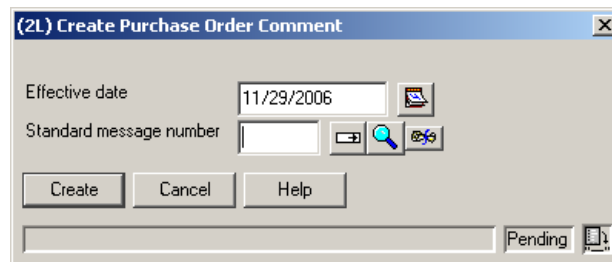 (2L) Create Purchase Order Comment
Effective date 11/29/2006
Standard message number
Create Cancel Help
Pending